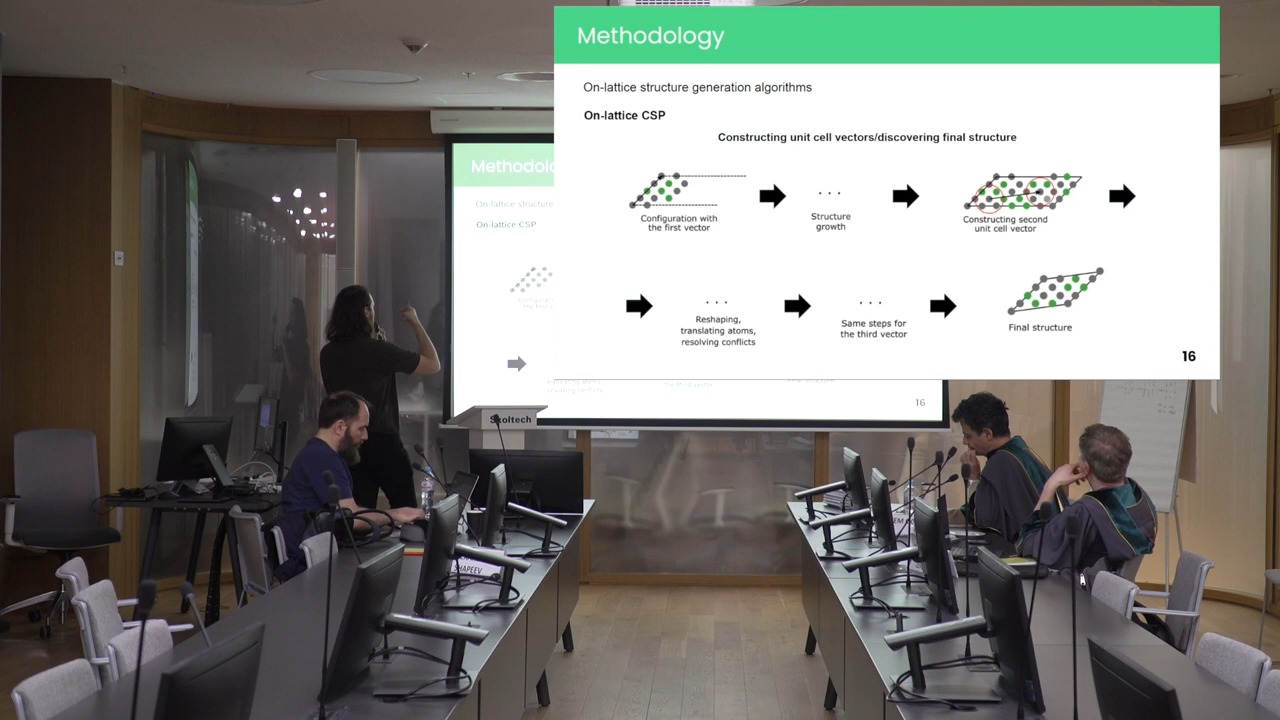 Methodology
On-lattice structure generation algorithms
On-lattice CSP
Constructing unit cell vectors/discovering final structure
Configuration with
the first vector
. . .
Structure
growth
Constructing second
unit cell vector
. . .
Reshaping,
translating atoms,
resolving conflicts
. . .
Same steps for
the third vector
Final structure
16
Methodolo
On-lattice structure
On-lattice CSP
16
Skoltech
SHAPEEV